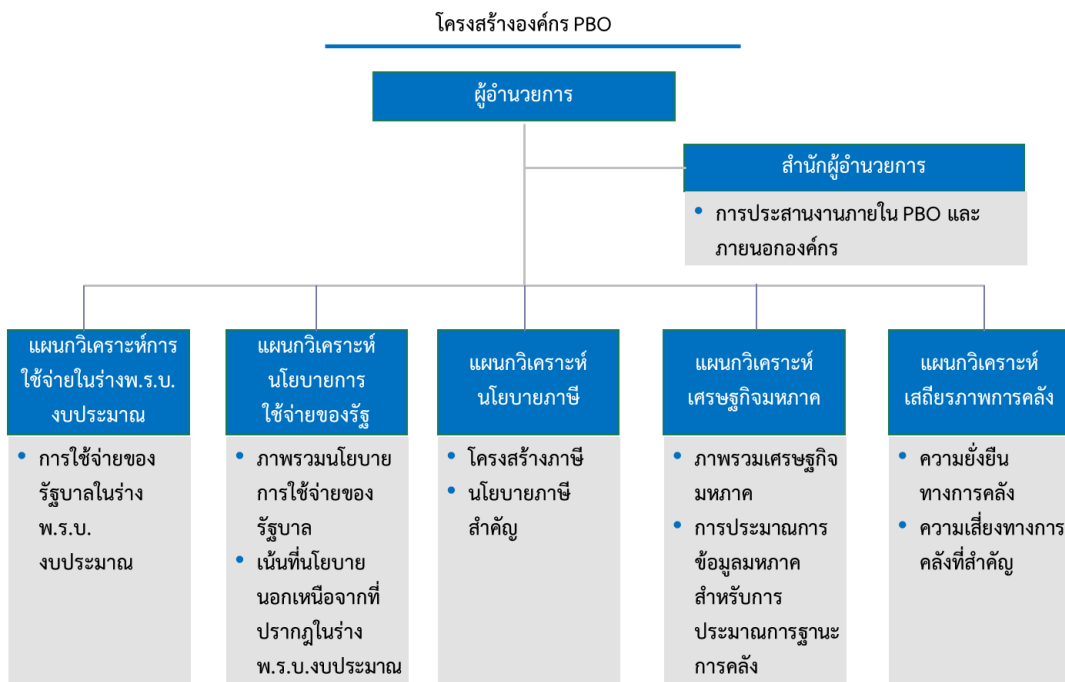 โครงสร้างองค์กร PBO
ผู้อำนวยการ
สำนักผู้อำนวยการ
• การประสานงานภายใน PBO และ
ภายนอกองค์กร
แผนกวิเคราะห์การ
ใช้จ่ายในร่างพ.ร.บ.
งบประมาณ
• การใช้จ่ายของ
รัฐบาลในร่าง
พ.ร.บ.
งบประมาณ
แผนกวิเคราะห์
นโยบายการ
ใช้จ่ายของรัฐ
• ภาพรวมนโยบาย
การใช้จ่ายของ
รัฐบาล
• เน้นที่นโยบาย
นอกเหนือจากที่
ปรากฎในร่าง
พ.ร.บ.งบประมาณ
แผนกวิเคราะห์
นโยบายภาษี
• โครงสร้างภาษี
• นโยบายภาษี
สำคัญ
แผนกวิเคราะห์
เศรษฐกิจมหภาค
• ภาพรวมเศรษฐกิจ
มหภาค
• การประมาณการ
ข้อมูลมหภาค
สำหรับการ
ประมาณการฐานะ
การคลัง
แผนกวิเคราะห์
เสถียรภาพการคลัง
• ความยั่งยืน
ทางการคลัง
• ความเสี่ยงทางการ
คลังที่สำคัญ